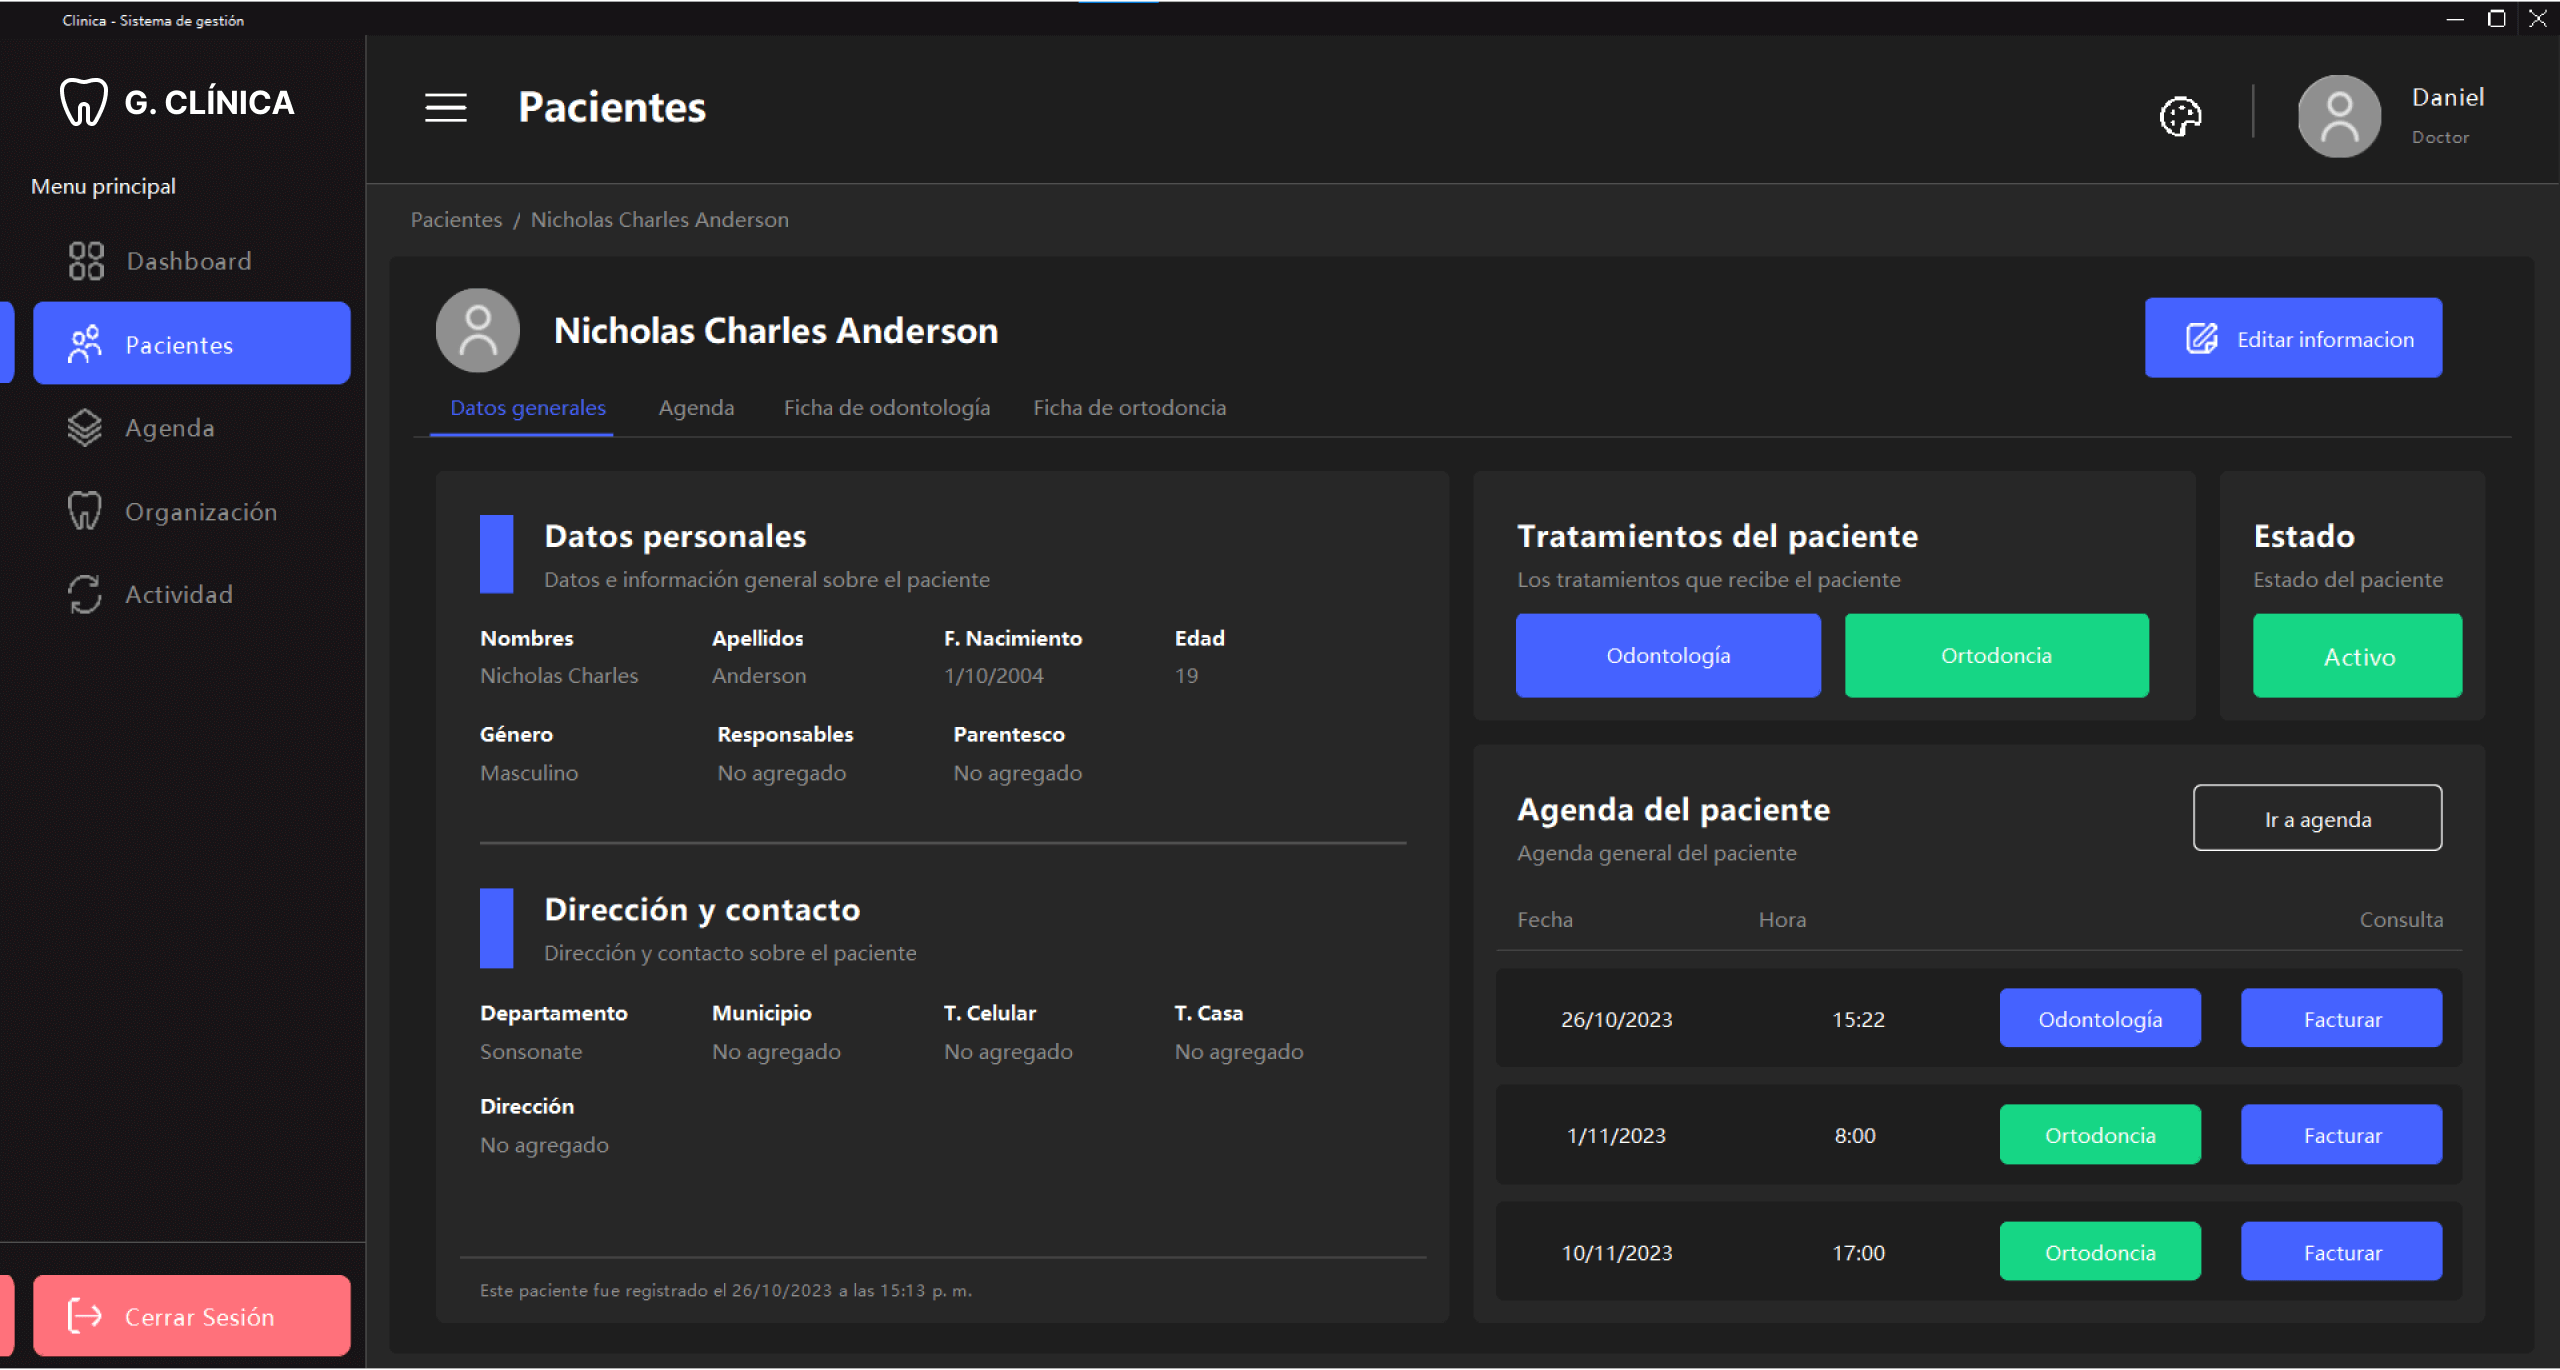 Clinica - Sistema de gestión
G. CLÍNICA
Menu principal
Dashboard
Pacientes
Agenda
Organización
Actividad
Cerrar Sesión
Pacientes
Daniel
Doctor
Pacientes / Nicholas Charles Anderson
Nicholas Charles Anderson
Editar informacion
Datos generales Agenda Ficha de odontología Ficha de ortodoncia
Datos personales
Datos e información general sobre el paciente
Nombres Apellidos F. Nacimiento Edad
Nicholas Charles Anderson 1/10/2004 19
Género Responsables Parentesco
Masculino No agregado No agregado
Dirección y contacto
Dirección y contacto sobre el paciente
Departamento Municipio T. Celular T. Casa
Sonsonate No agregado No agregado No agregado
Dirección
No agregado
Este paciente fue registrado el 26/10/2023 a las 15:13 p. m.
Tratamientos del paciente
Los tratamientos que recibe el paciente
Odontología Ortodoncia
Estado
Estado del paciente
Activo
Agenda del paciente
Agenda general del paciente
Ir a agenda
Fecha Hora Consulta
26/10/2023 15:22 Odontología Facturar
1/11/2023 8:00 Ortodoncia Facturar
10/11/2023 17:00 Ortodoncia Facturar